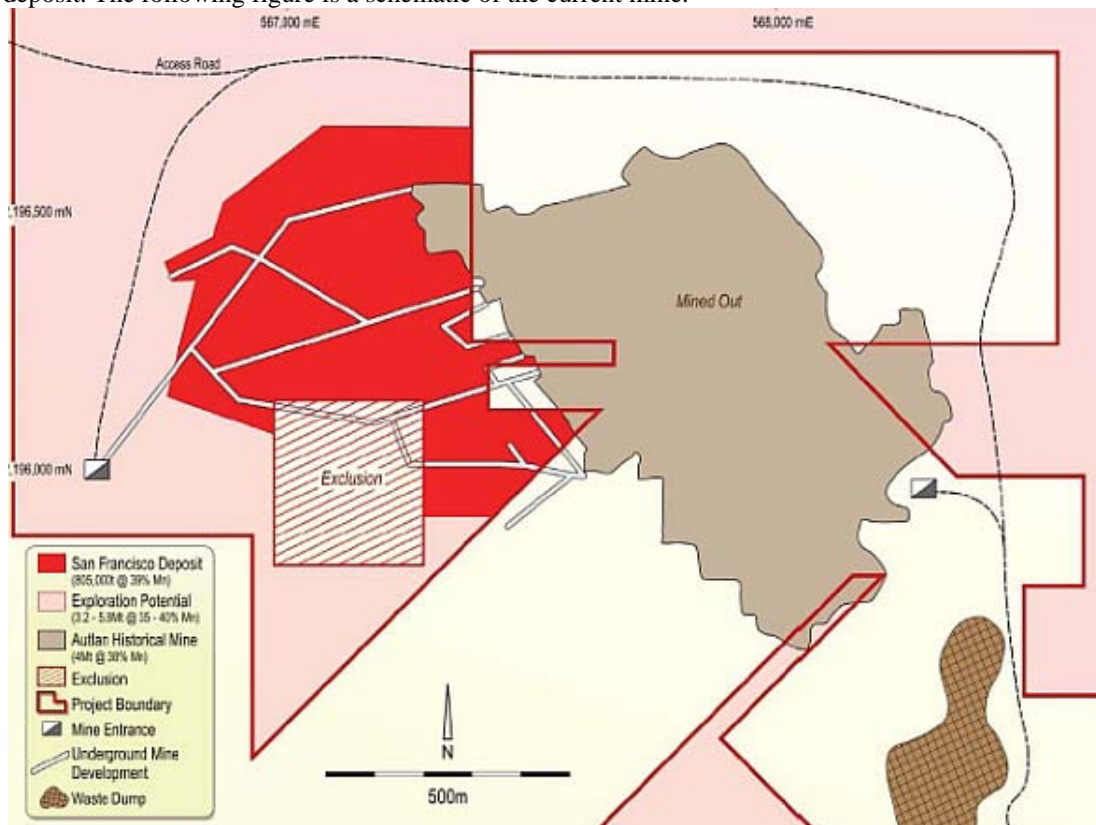 deposit. The following figure is a schematic of the current mine.
567,000 mE
568,000 mE
Access Road
,196,500 mN
Mined Out
,196,000 mN
Exclusion
San Francisco Deposit
(805,000t @ 39% Mn)
Exploration Potential
(3.2 - 5.9Mt @ 35 - 40% Mn)
Autlan Historical Mine
(4Mt @ 38% Mn)
Exclusion
Project Boundary
Mine Entrance
Underground Mine
Development
Waste Dump
N
500m